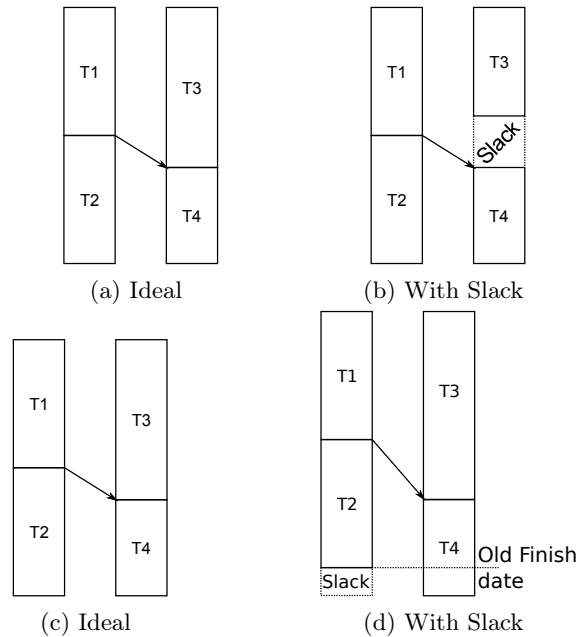 T1
T3
T2
T4
(a) Ideal
T1
T3
Slack
T2
T4
(b) With Slack
T1
T3
T2
T4
(c) Ideal
T1
T3
T2
T4
Old Finish
Slack
date
(d) With Slack